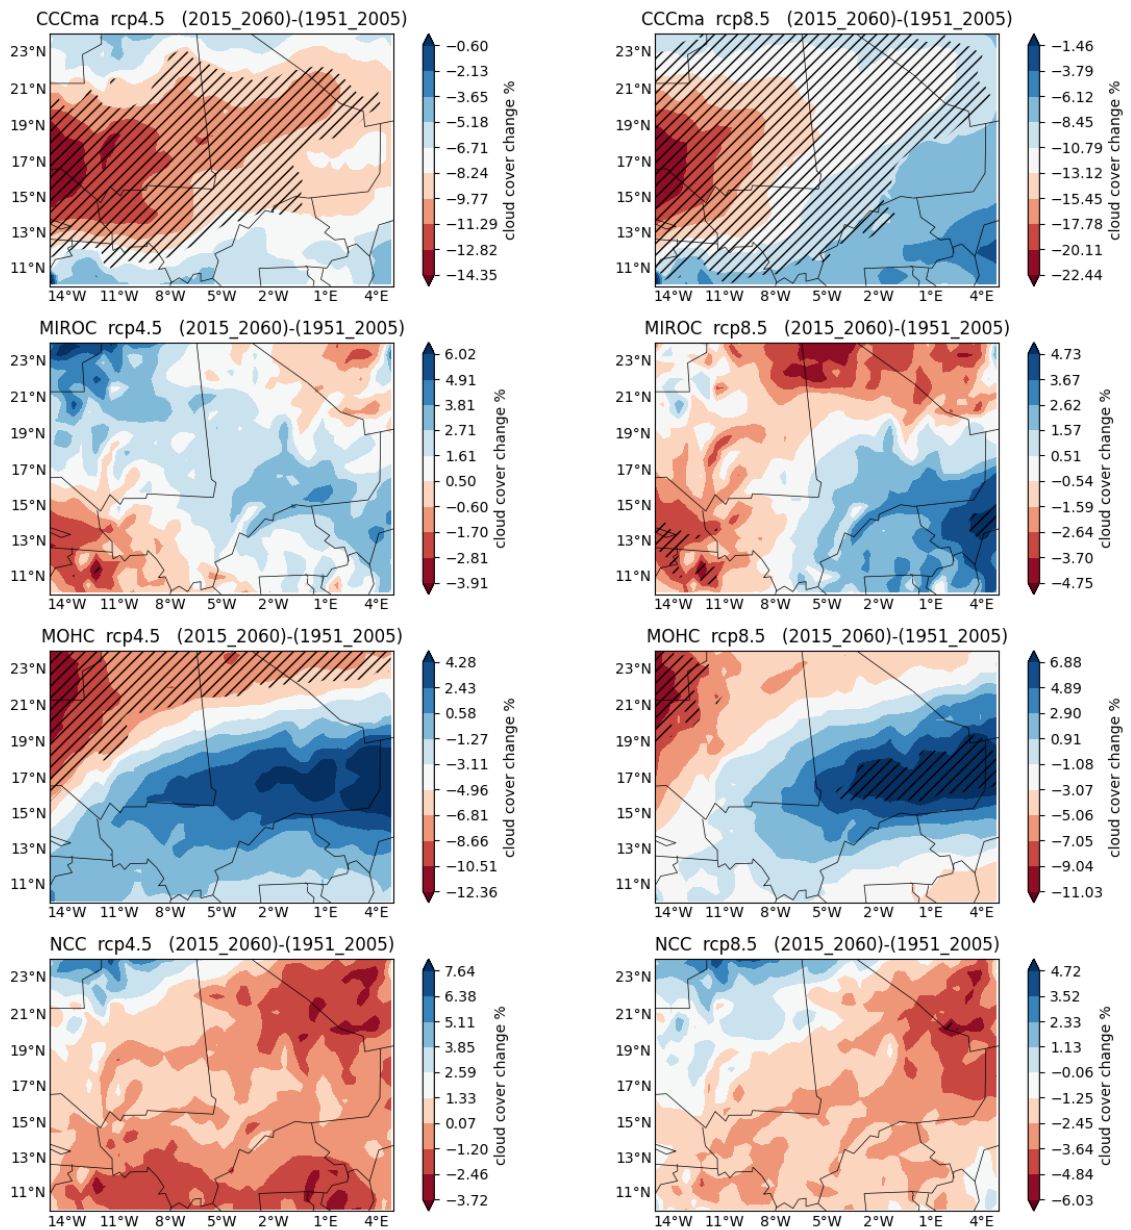 CCCma rcp4.5 (2015_2060)-(1951_2005)
23°N
21°N
19°N
17°N
15°N
13°N
11°N
14°W 11°W 8°W 5°W 2°W 1°E 4°E
−0.60
−2.13
−3.65
−5.18
−6.71
−8.24
−9.77
−11.29
−12.82
−14.35
cloud cover change %
CCCma rcp8.5 (2015_2060)-(1951_2005)
23°N
21°N
19°N
17°N
15°N
13°N
11°N
14°W 11°W 8°W 5°W 2°W 1°E 4°E
−1.46
−3.79
−6.12
−8.45
−10.79
−13.12
−15.45
−17.78
−20.11
−22.44
cloud cover change %
MIROC rcp4.5 (2015_2060)-(1951_2005)
23°N
21°N
19°N
17°N
15°N
13°N
11°N
14°W 11°W 8°W 5°W 2°W 1°E 4°E
6.02
4.91
3.81
2.71
1.61
0.50
−0.60
−1.70
−2.81
−3.91
cloud cover change %
MIROC rcp8.5 (2015_2060)-(1951_2005)
23°N
21°N
19°N
17°N
15°N
13°N
11°N
14°W 11°W 8°W 5°W 2°W 1°E 4°E
4.73
3.67
2.62
1.57
0.51
−0.54
−1.59
−2.64
−3.70
−4.75
cloud cover change %
MOHC rcp4.5 (2015_2060)-(1951_2005)
23°N
21°N
19°N
17°N
15°N
13°N
11°N
14°W 11°W 8°W 5°W 2°W 1°E 4°E
4.28
2.43
0.58
−1.27
−3.11
−4.96
−6.81
−8.66
−10.51
−12.36
cloud cover change %
MOHC rcp8.5 (2015_2060)-(1951_2005)
23°N
21°N
19°N
17°N
15°N
13°N
11°N
14°W 11°W 8°W 5°W 2°W 1°E 4°E
6.88
4.89
2.90
0.91
−1.08
−3.07
−5.06
−7.05
−9.04
−11.03
cloud cover change %
NCC rcp4.5 (2015_2060)-(1951_2005)
23°N
21°N
19°N
17°N
15°N
13°N
11°N
14°W 11°W 8°W 5°W 2°W 1°E 4°E
7.64
6.38
5.11
3.85
2.59
1.33
0.07
−1.20
−2.46
−3.72
cloud cover change %
NCC rcp8.5 (2015_2060)-(1951_2005)
23°N
21°N
19°N
17°N
15°N
13°N
11°N
14°W 11°W 8°W 5°W 2°W 1°E 4°E
4.72
3.52
2.33
1.13
−0.06
−1.25
−2.45
−3.64
−4.84
−6.03
cloud cover change %